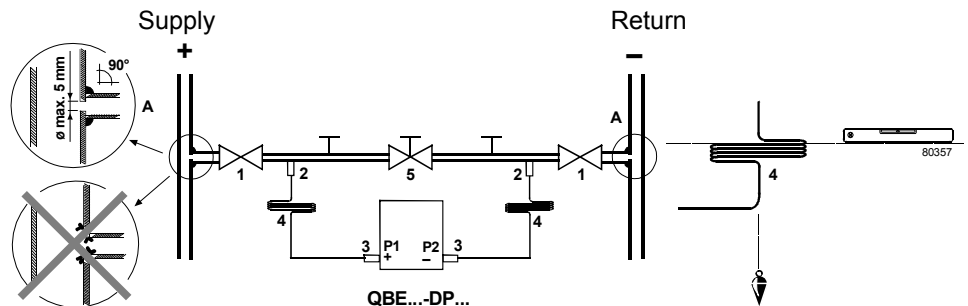 Supply
Return
+
–
ø max. 5 mm
90°
A
A
1
2
5
2
1
4
4
3
P1
+
P2
–
3
QBE...-DP...
80357
4